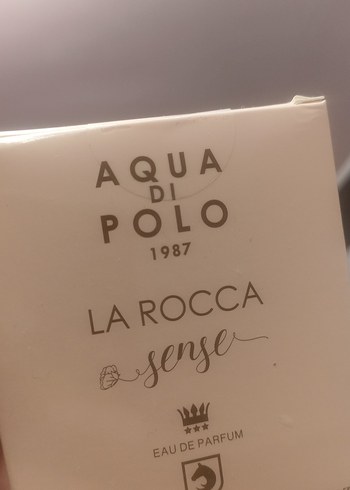 AQUA
DI
POLO
1987
LA ROCCA
sense
EAU DE PARFUM